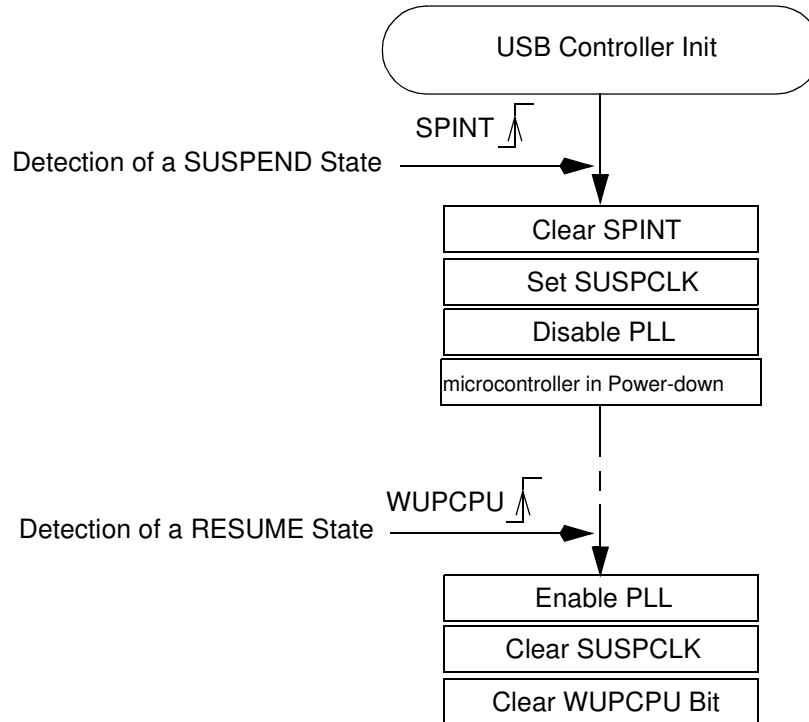 USB Controller Init
SPINT
Detection of a SUSPEND State
Clear SPINT
Set SUSPCLK
Disable PLL
microcontroller in Power-down
WUPCPU
Detection of a RESUME State
Enable PLL
Clear SUSPCLK
Clear WUPCPU Bit